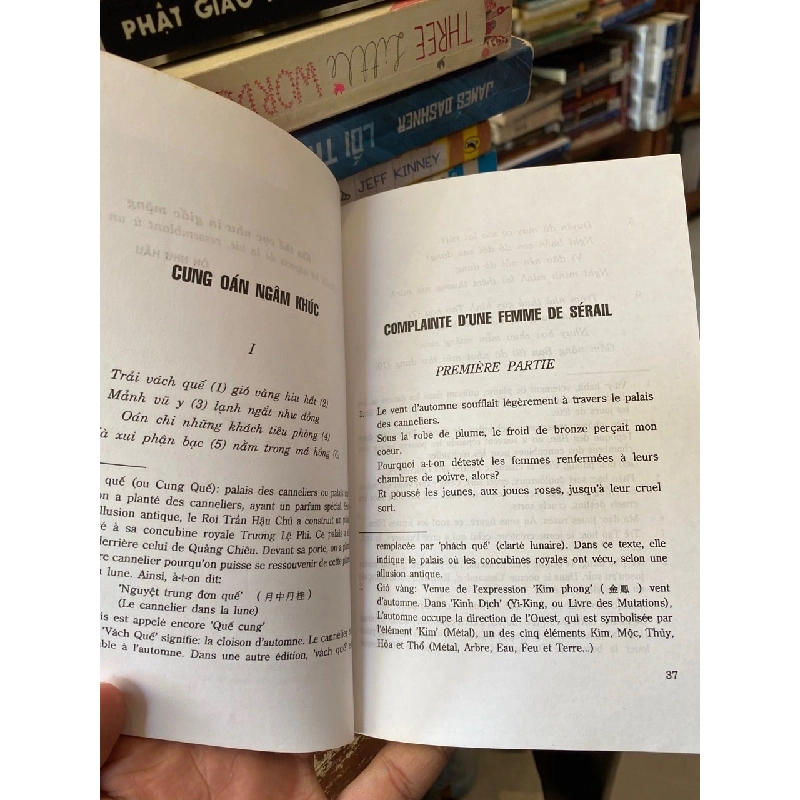 PHẬT GIÁO
THREE Little WORDS
JAMES DASHNER
LỐI T
JEFF KINNEY
CUNG OÁN NGÂM KHÚC
I
Trải vách quế (1) gió vàng hiu hắt (2)
Mảnh vũ y (3) lạnh ngắt như đồng
Oán chi những khách tiêu phòng (4)
à xui phận bạc (5) nằm trong má hồng (6)
quế (ou Cung Quế): palais des canneliers ou palais
on a planté des canneliers, ayant un parfum spécial.
llusion antique, le Roi Trần Hậu Chủ a construit un
é à sa concubine royale Trương Lệ Phi. Ce palais
derrière celui de Quảng Chiên. Devant sa porte, on a
cannelier pourqu'on puisse se ressouvenir de cette
lune. Ainsi, a-t-on dit:
'Nguyệt trung đơn quế' (月中丹桂)
(Le cannelier dans la lune)
is est appelé encore 'Quế cung'
'Vách Quế' signifie: la cloison d'automne. Le cannelier
ble à l'automne. Dans une autre édition, 'vách quế'
COMPLAINTE D'UNE FEMME DE SÉRAIL
PREMIÈRE PARTIE
Le vent d'automne soufflait légèrement à travers le palais
des canneliers.
Sous la robe de plume, le froid de bronze perçait mon
coeur.
Pourquoi a-t-on détesté les femmes renfermées à leurs
chambres de poivre, alors?
Et poussé les jeunes, aux joues roses, jusqu'à leur cruel
sort.
remplacée par 'phách quế' (clarté lunaire). Dans ce texte, elle
indique le palais où les concubines royales ont vécu, selon une
allusion antique.
Gió vàng: Venue de l'expression 'Kim phong' (金鳳) vent
d'automne. Dans 'Kinh Dịch' (Yi-King, ou Livre des Mutations),
L'automne occupe la direction de l'Ouest, qui est symbolisée par
l'élément 'Kim' (Métal), un des cinq éléments Kim, Mộc, Thủy,
Hỏa et Thổ (Métal, Arbre, Eau, Feu et Terre...)
37